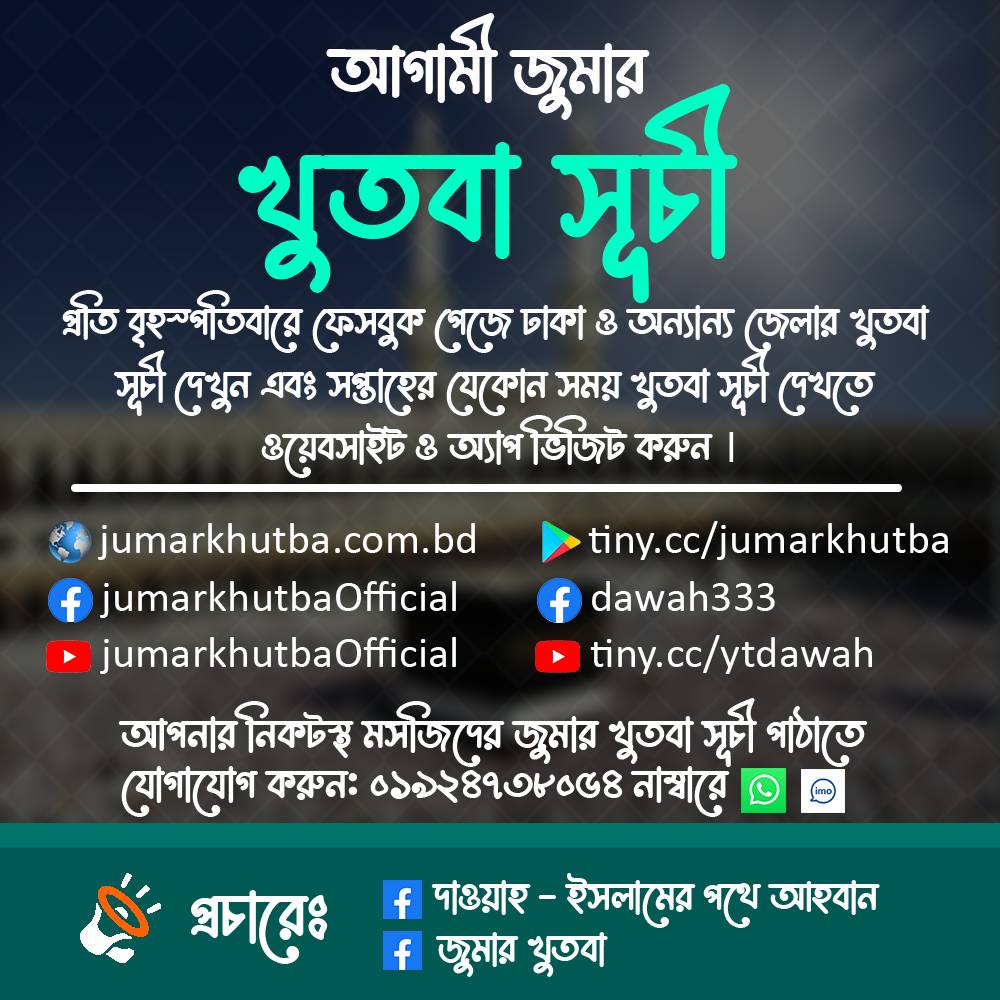 আগামী জুমার
খুতবা সূচী
প্রতি বৃহস্পতিবারে ফেসবুক পেজে ঢাকা ও অন্যান্য জেলার খুতবা
সূচী দেখুন এবং সপ্তাহের যেকোন সময় খুতবা সূচী দেখতে
ওয়েবসাইট ও অ্যাপ ভিজিট করুন ।
jumarkhutba.com.bd
tiny.cc/jumarkhutba
jumarkhutbaOfficial
dawah333
jumarkhutbaOfficial
tiny.cc/ytdawah
আপনার নিকটস্থ মসজিদের জুমার খুতবা সূচী পাঠাতে
যোগাযোগ করুন: ০১৯২৪৭৩৮০৫৪ নাম্বারে
imo
প্রচারেঃ
দাওয়াহ – ইসলামের পথে আহবান
জুমার খুতবা